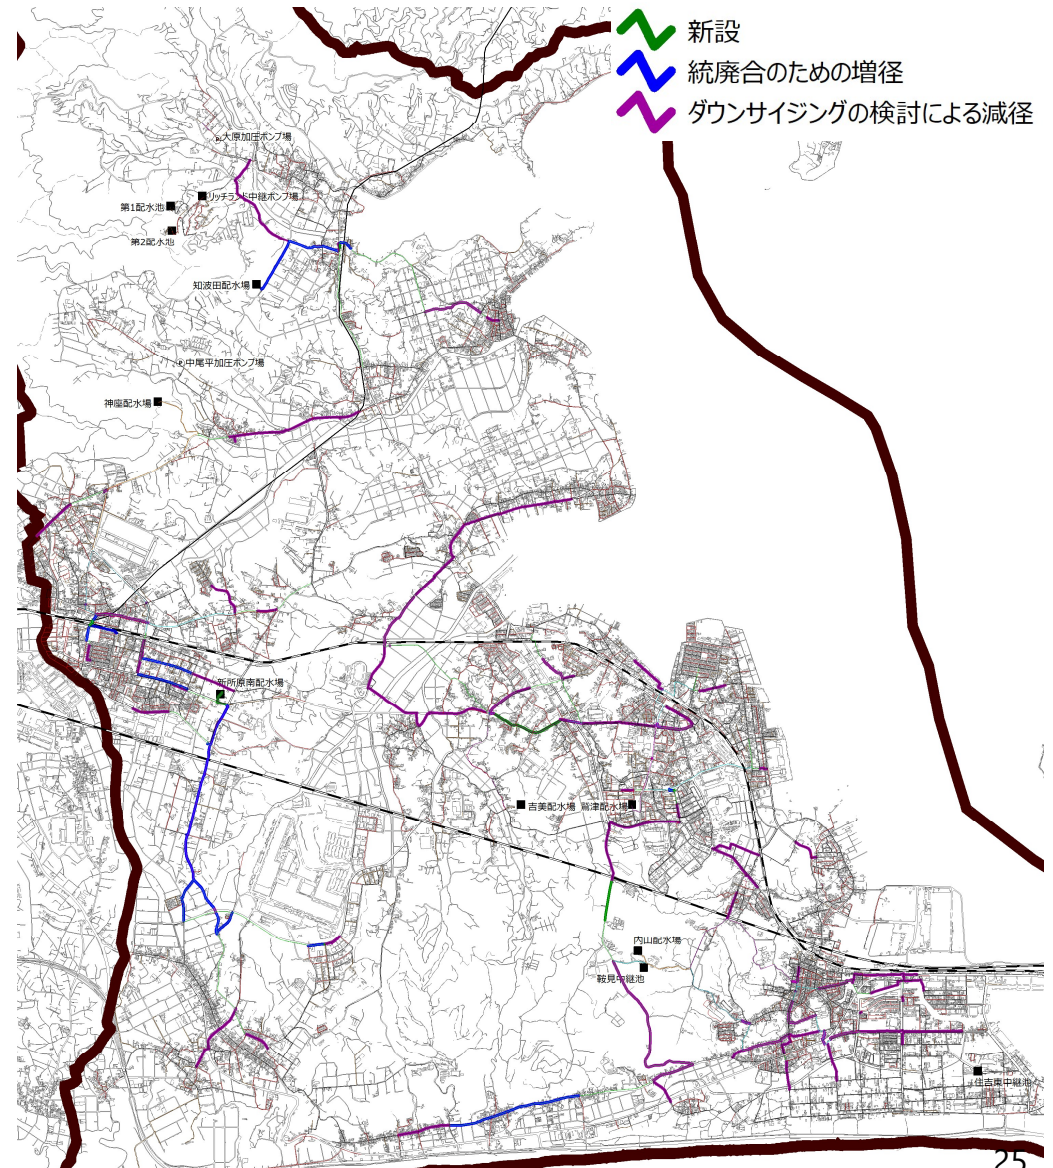 新設
統廃合のための増径
ダウンサイジングの検討による減径
大原加圧ポンプ場
リッチランド中継ポンプ場
第1配水池
第2配水池
知波田配水場
中尾平加圧ポンプ場
神座配水場
新所原南配水場
吉美配水場 鷲津配水場
内山配水場
鞍見中継池
住吉東中継池
25